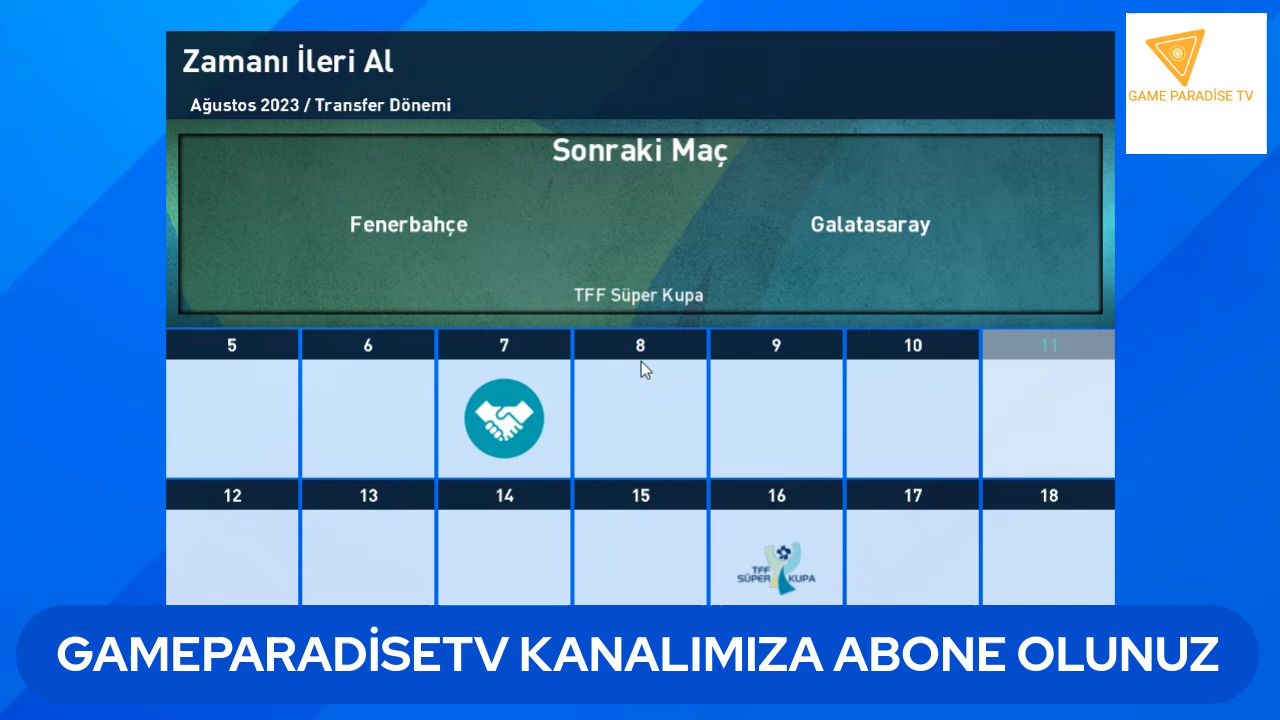 Zamanı İleri Al
GAME PARADİSE TV
Ağustos 2023 / Transfer Dönemi
Sonraki Maç
Fenerbahçe
Galatasaray
TFF Süper Kupa
5 6 7 8 9 10 11
12 13 14 15 16 17 18
TFF
SÜPER KUPA
GAMEPARADİSETV KANALIMIZA ABONE OLUNUZ